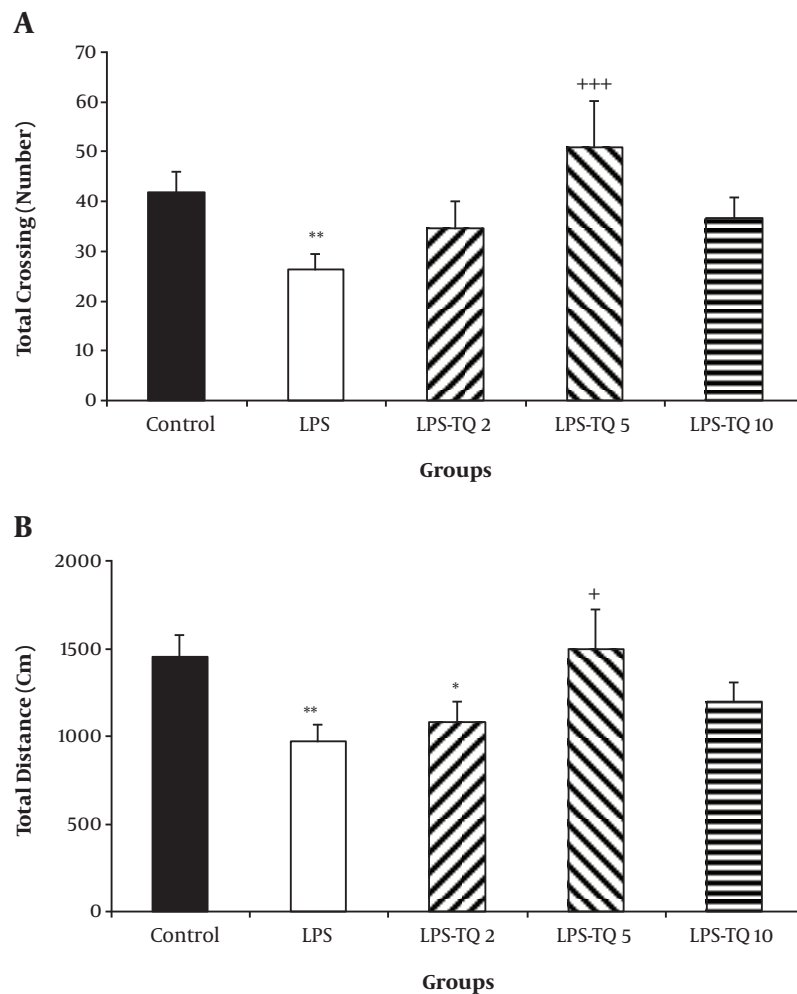 A
Total Crossing (Nunber)
70
60
50
40
30
20
10
0
**
+++
Control
LPS
LPS-TQ 2
LPS-TQ 5
LPS-TQ 10
Groups
B
Total Distance (Cm)
2000
1500
1000
500
0
**
*
+
Control
LPS
LPS-TQ 2
LPS-TQ 5
LPS-TQ 10
Groups